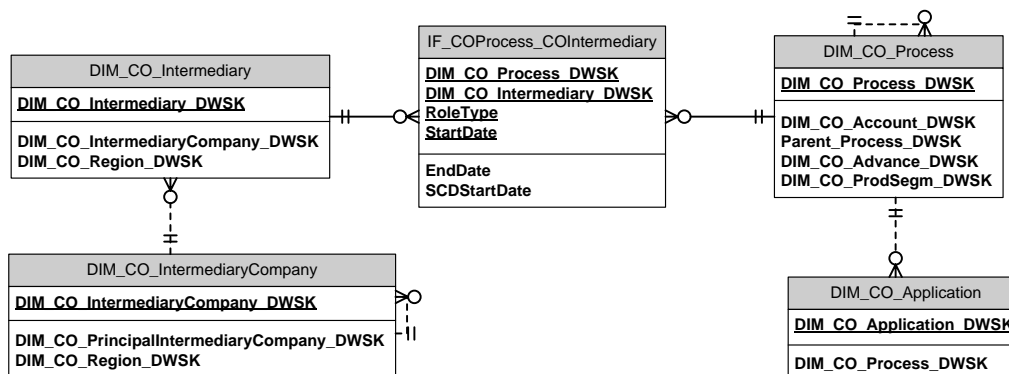 DIM_CO_Intermediary
DIM_CO_Intermediary_DWSK
DIM_CO_IntermediaryCompany_DWSK
DIM_CO_Region_DWSK
IF_COProcess_COIntermediary
DIM_CO_Process_DWSK
DIM_CO_Intermediary_DWSK
RoleType
StartDate
EndDate
SCDStartDate
DIM_CO_Process
DIM_CO_Process_DWSK
DIM_CO_Account_DWSK
Parent_Process_DWSK
DIM_CO_Advance_DWSK
DIM_CO_ProdSegm_DWSK
DIM_CO_IntermediaryCompany
DIM_CO_IntermediaryCompany_DWSK
DIM_CO_PrincipalIntermediaryCompany_DWSK
DIM_CO_Region_DWSK
DIM_CO_Application
DIM_CO_Application_DWSK
DIM_CO_Process_DWSK